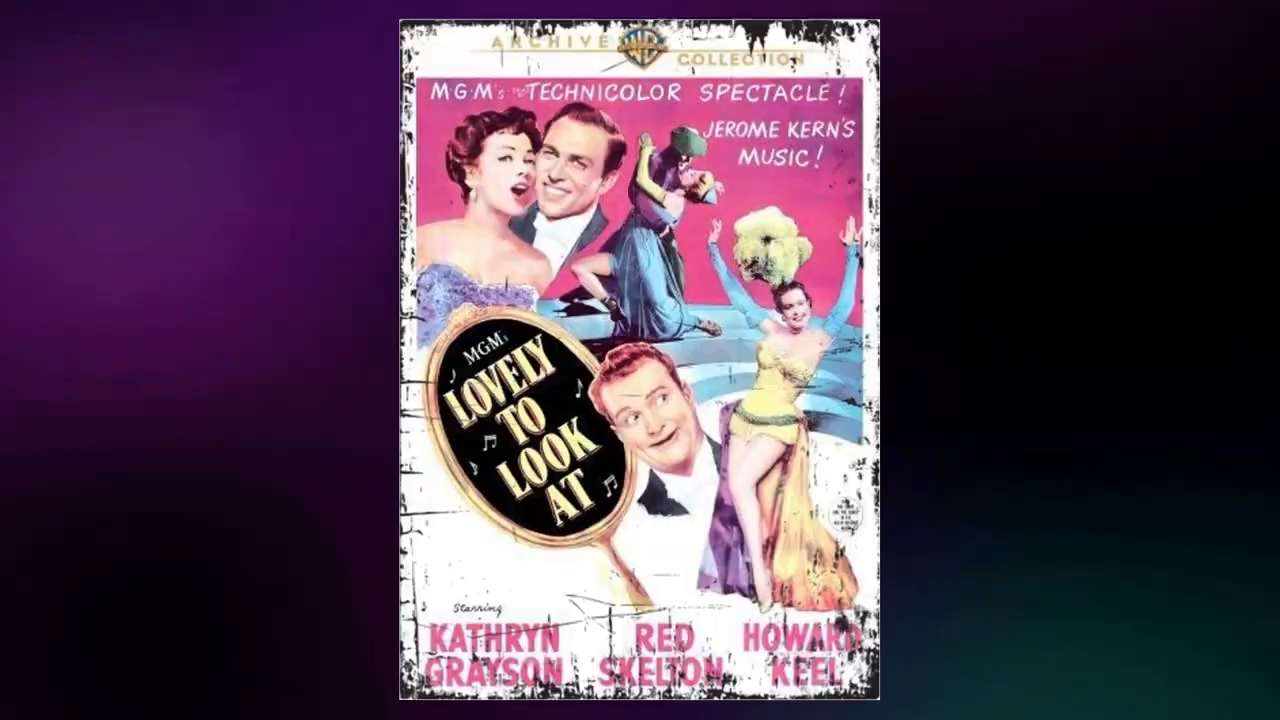 ARCHIVE WB COLLECTION
M·G·M's TECHNICOLOR SPECTACLE!
JEROME KERN'S
MUSIC!
MGM's
LOVELY
TO
LOOK
AT
Starring
KATHRYN RED HOWARD
GRAYSON SKELTON KEEL